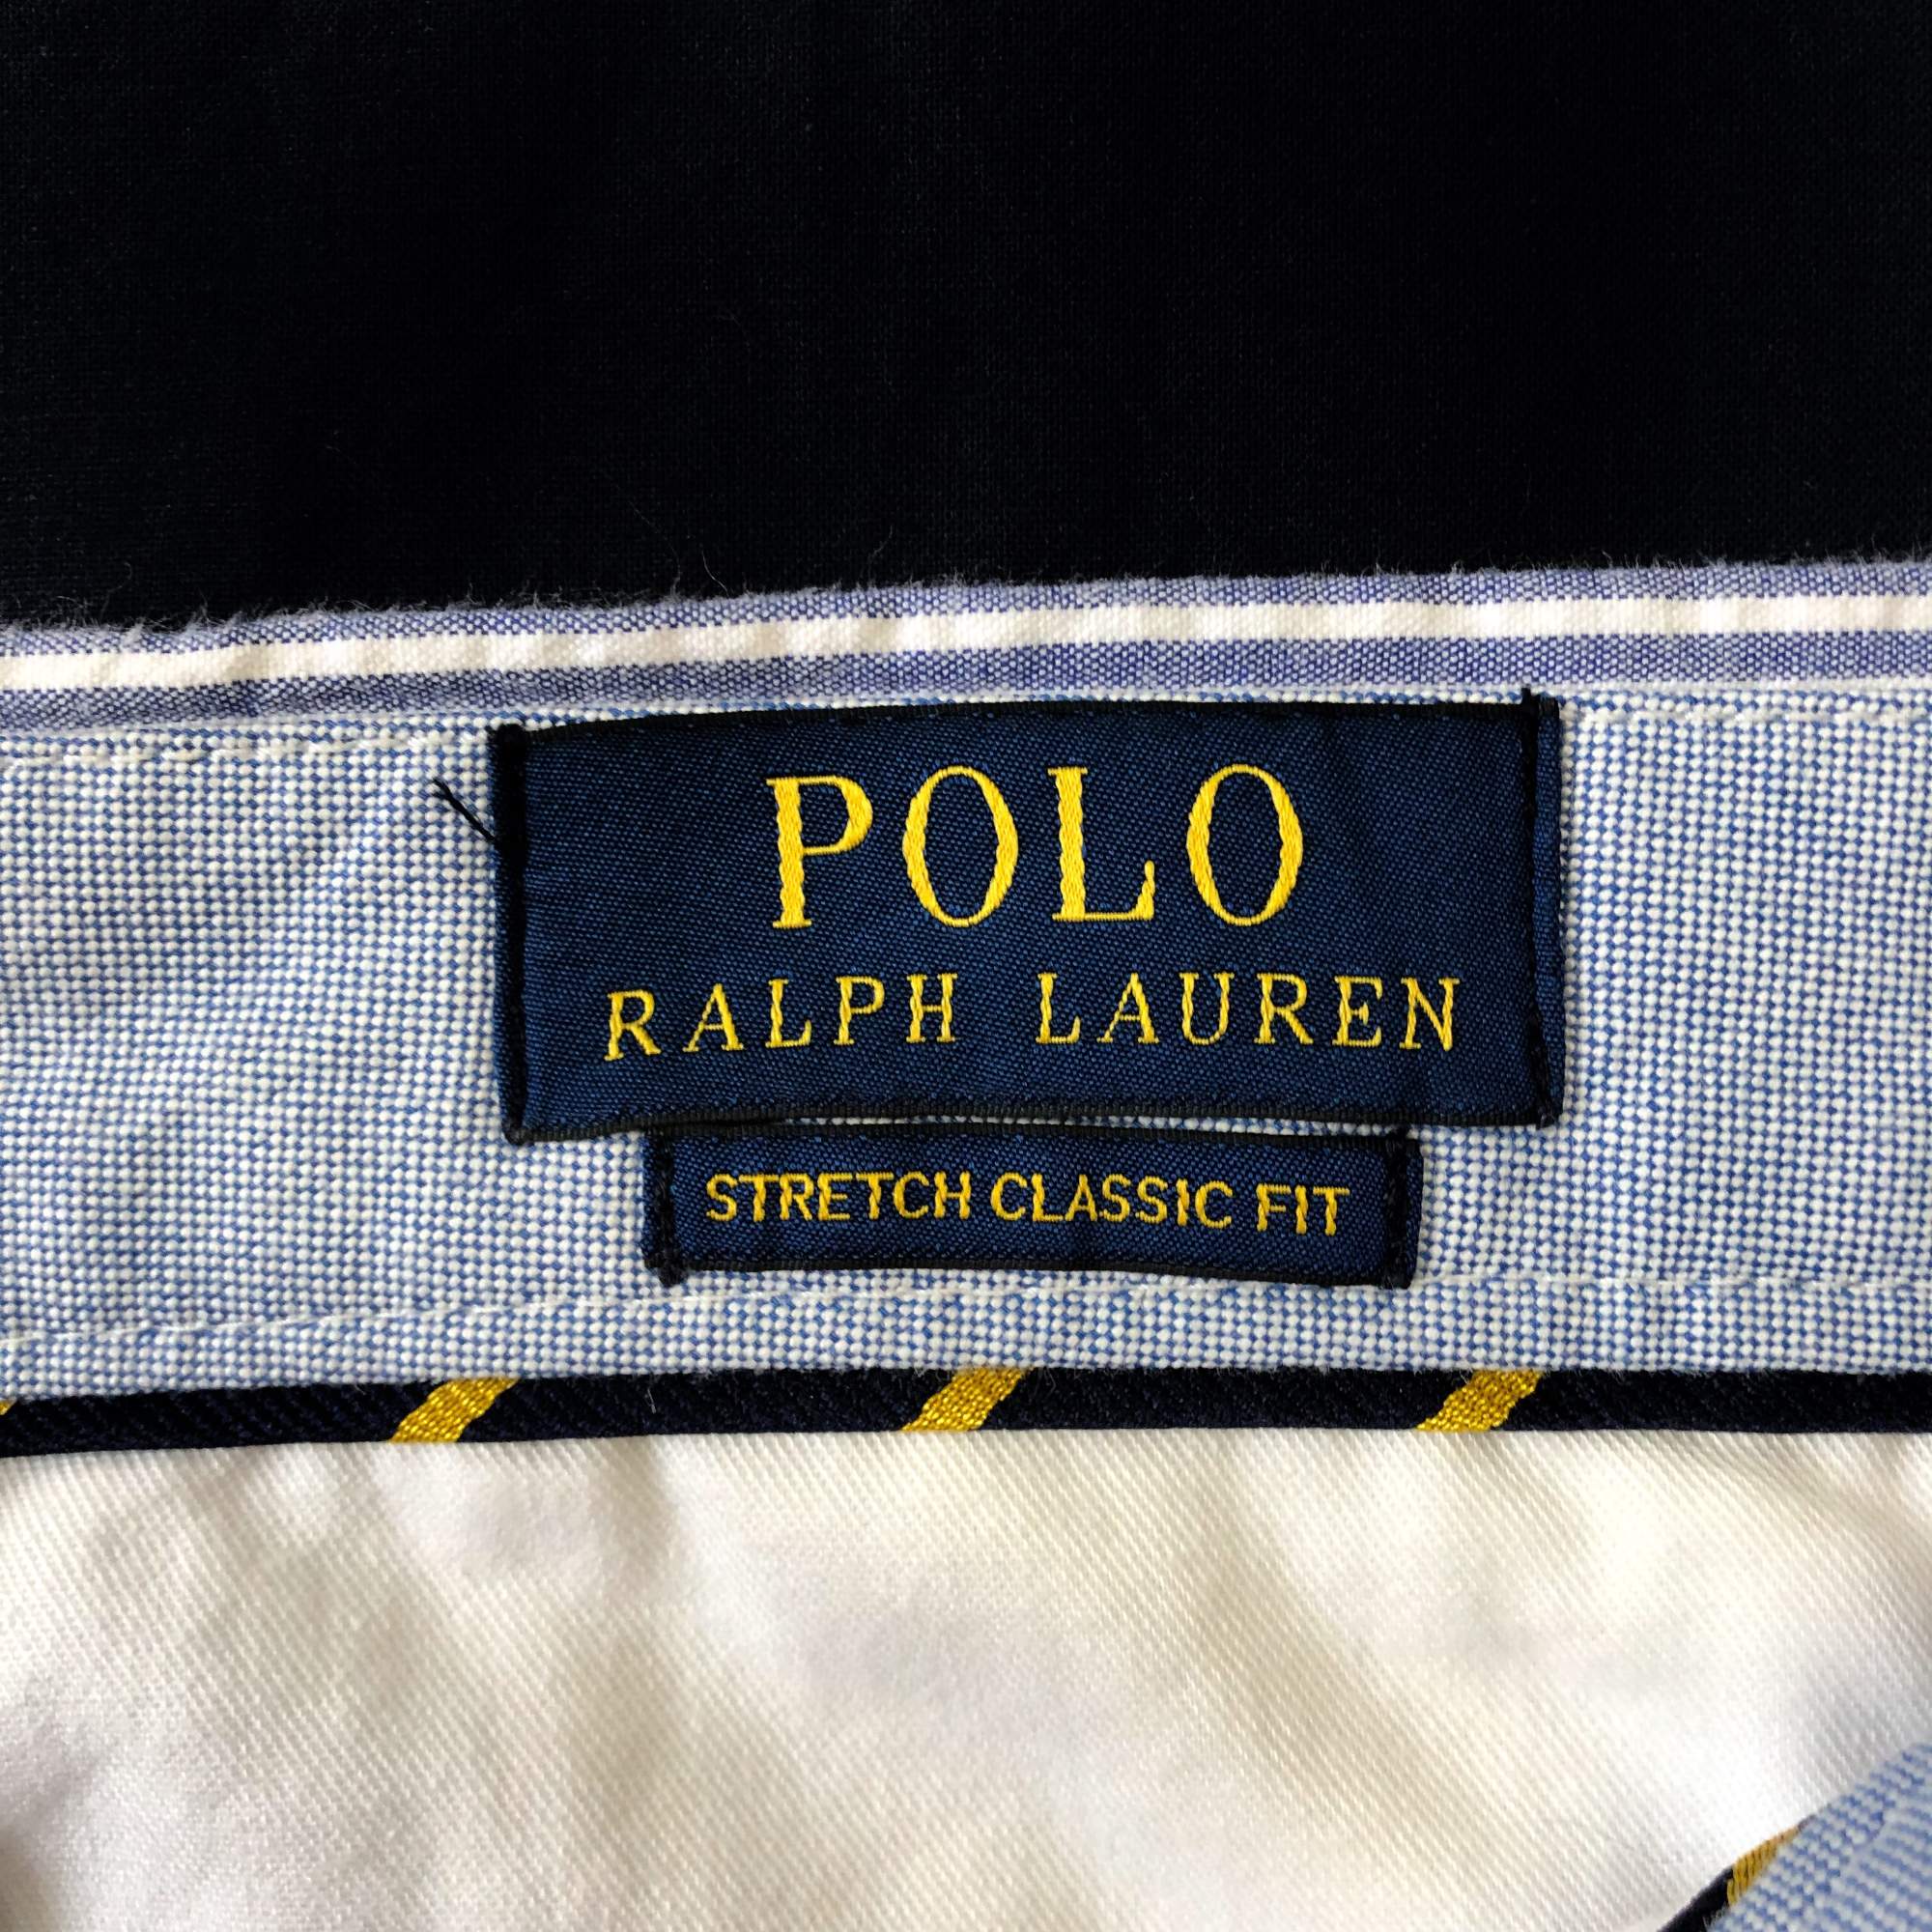 POLO
RALPH LAUREN
STRETCH CLASSIC FIT